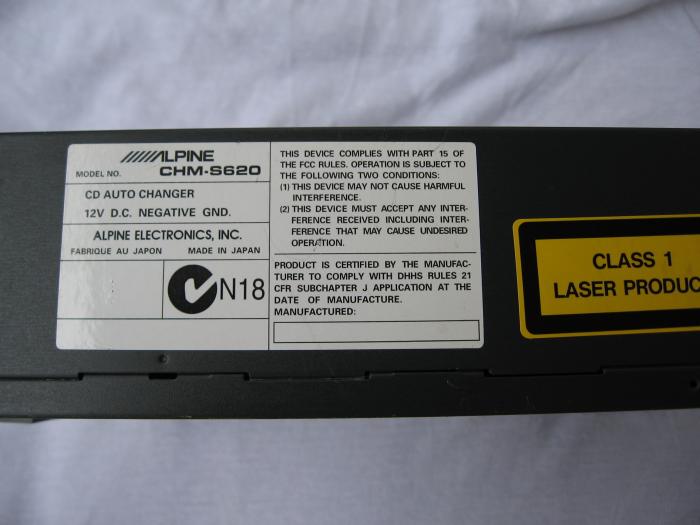 ALPINE
MODEL NO. CHM-S620
CD AUTO CHANGER
12V D.C. NEGATIVE GND.
ALPINE ELECTRONICS, INC.
FABRIQUE AU JAPON MADE IN JAPAN
N18
THIS DEVICE COMPLIES WITH PART 15 OF
THE FCC RULES. OPERATION IS SUBJECT TO
THE FOLLOWING TWO CONDITIONS:
(1) THIS DEVICE MAY NOT CAUSE HARMFUL
INTERFERENCE.
(2) THIS DEVICE MUST ACCEPT ANY INTER-
FERENCE RECEIVED INCLUDING INTER-
FERENCE THAT MAY CAUSE UNDESIRED
OPERATION.
PRODUCT IS CERTIFIED BY THE MANUFAC-
TURER TO COMPLY WITH DHHS RULES 21
CFR SUBCHAPTER J APPLICATION AT THE
DATE OF MANUFACTURE.
MANUFACTURED:
CLASS 1
LASER PRODUC